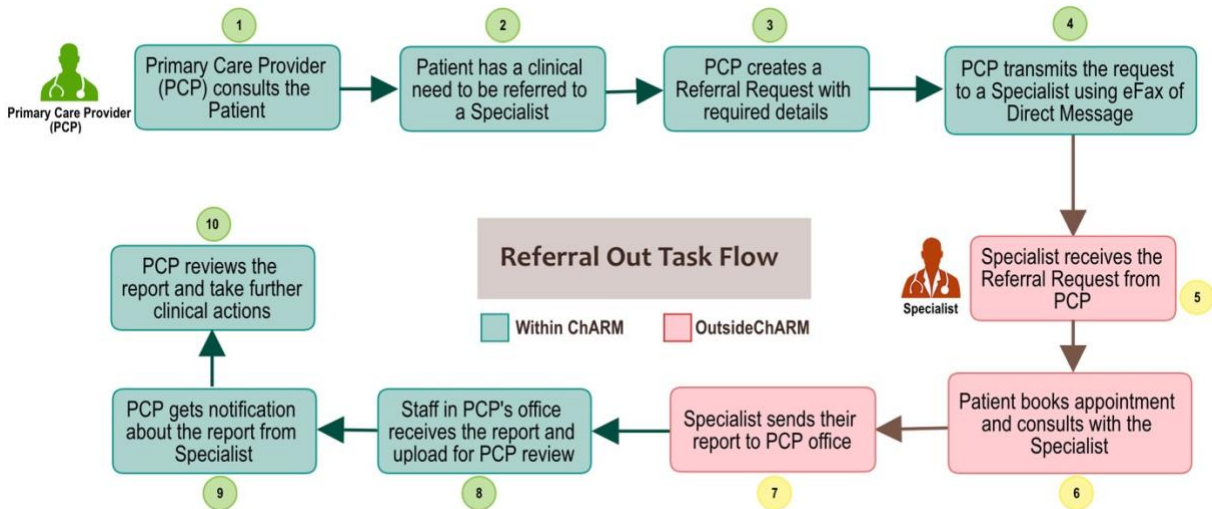 1
Primary Care Provider
(PCP) consults the
Patient
2
Patient has a clinical
need to be referred to
a Specialist
3
PCP creates a
Referral Request with
required details
4
PCP transmits the request
to a Specialist using eFax of
Direct Message
Primary Care Provider
(PCP)
10
PCP reviews the
report and take further
clinical actions
Referral Out Task Flow
Within ChARM
OutsideChARM
Specialist
Specialist receives the
Referral Request from
PCP
5
PCP gets notification
about the report from
Specialist
9
Staff in PCP's office
receives the report and
upload for PCP review
8
Specialist sends their
report to PCP office
7
Patient books appointment
and consults with the
Specialist
6